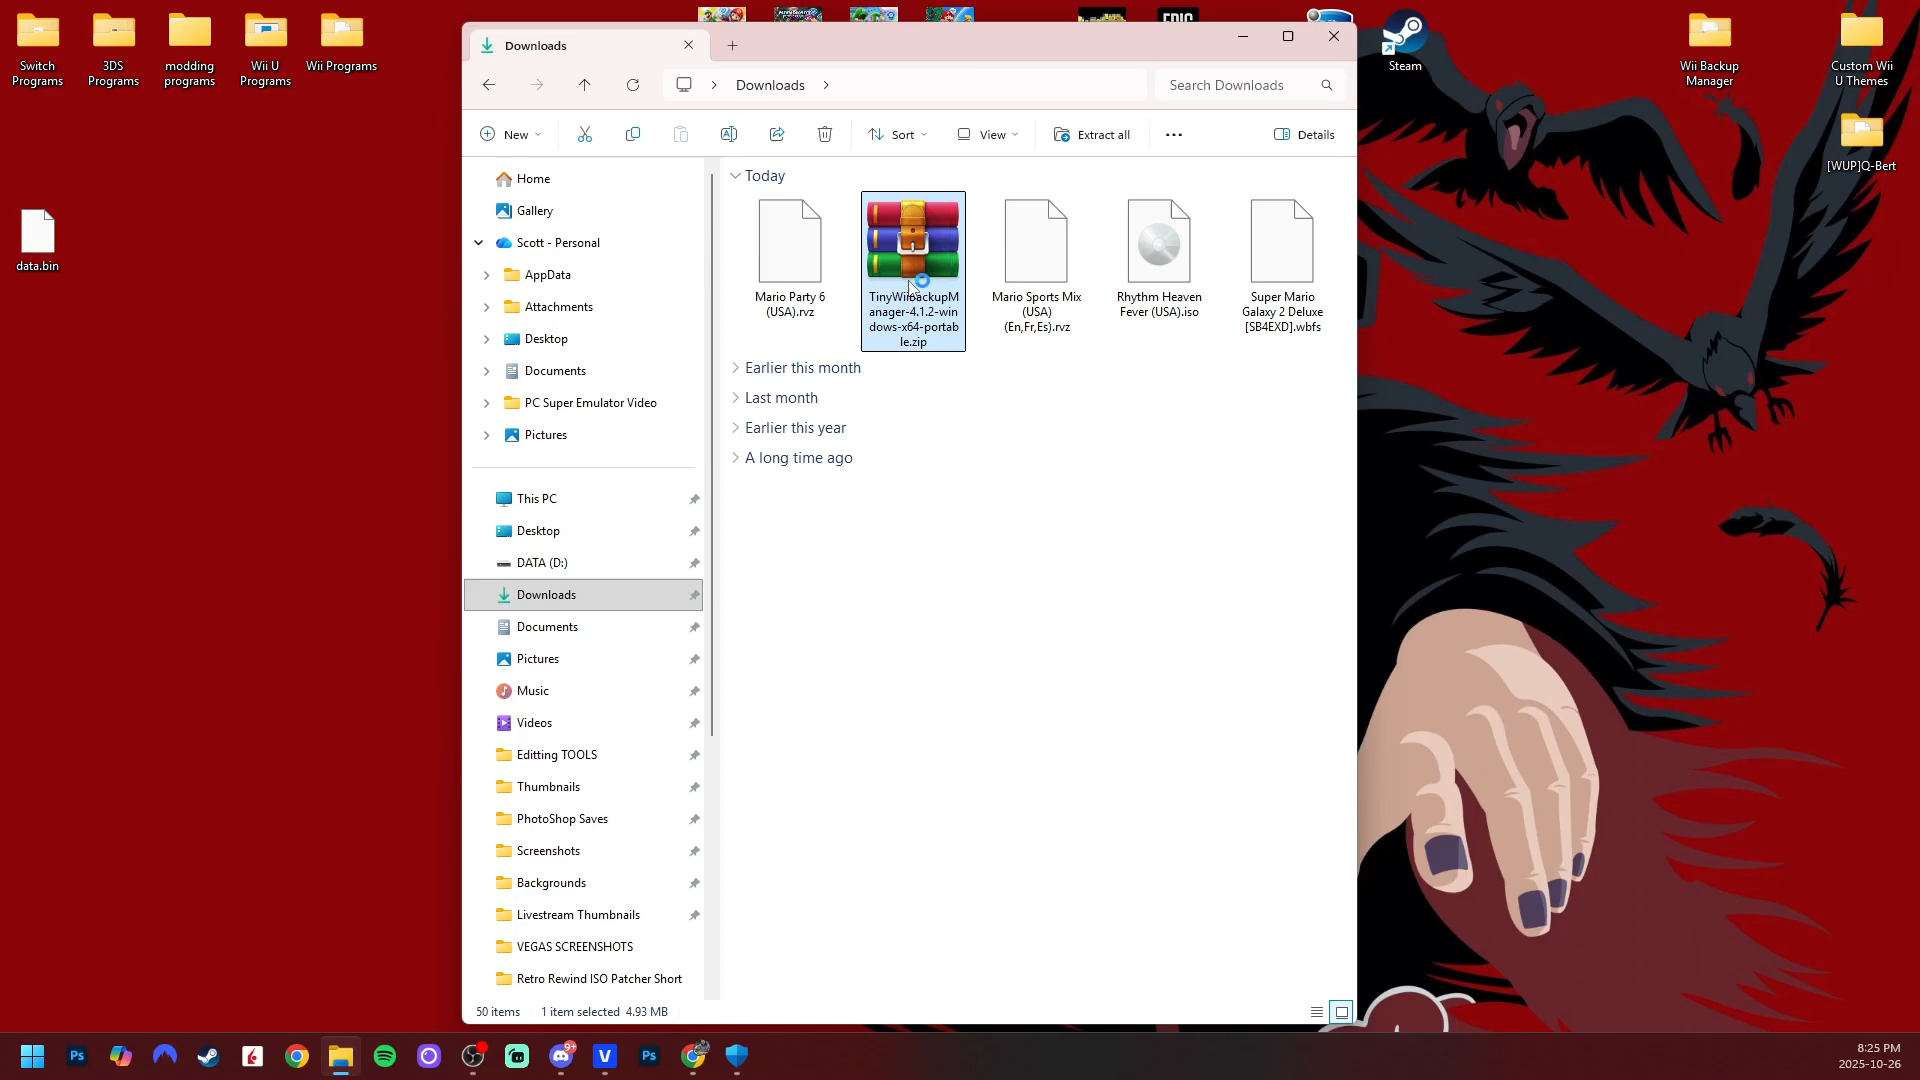 Switch
Programs
3DS
Programs
modding
programs
Wii U
Programs
Wii Programs
data.bin
Downloads
Downloads
Search Downloads
New
Sort
View
Extract all
Details
Home
Gallery
Scott - Personal
AppData
Attachments
Desktop
Documents
PC Super Emulator Video
Pictures
This PC
Desktop
DATA (D:)
Downloads
Documents
Pictures
Music
Videos
Editting TOOLS
Thumbnails
PhotoShop Saves
Screenshots
Backgrounds
Livestream Thumbnails
VEGAS SCREENSHOTS
Retro Rewind ISO Patcher Short
Today
Mario Party 6
(USA).rvz
TinyWiiBackupM
anager-4.1.2-win
dows-x64-portab
le.zip
Mario Sports Mix
(USA)
(En,Fr,Es).rvz
Rhythm Heaven
Fever (USA).iso
Super Mario
Galaxy 2 Deluxe
[SB4EXD].wbfs
Earlier this month
Last month
Earlier this year
A long time ago
50 items
1 item selected 4.93 MB
Steam
Wii Backup
Manager
Custom Wii
U Themes
[WUP]Q-Bert
EPIC
Ps
9+
V
Ps
8:25 PM
2025-10-26